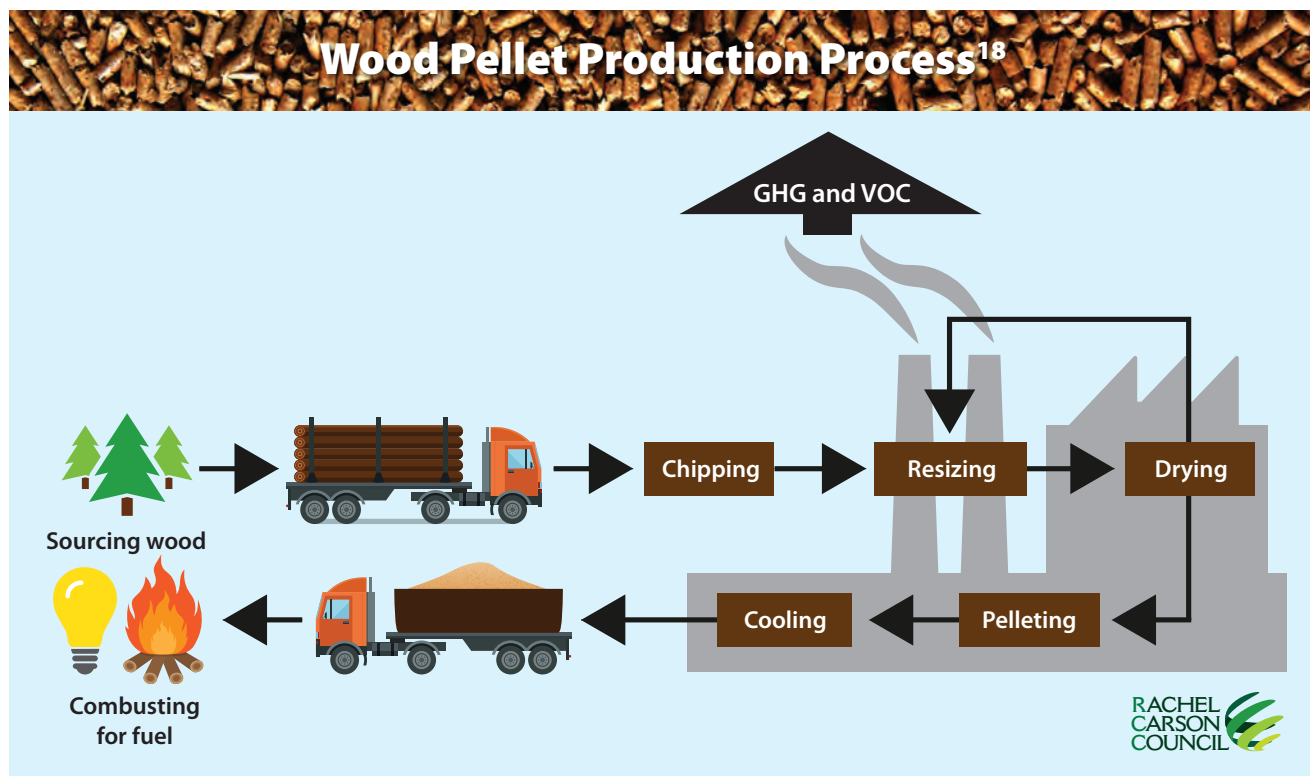 Wood Pellet Production Process¹⁸
GHG and VOC
Sourcing wood
Chipping
Resizing
Drying
Pelleting
Cooling
Combusting
for fuel
RACHEL
CARSON
COUNCIL